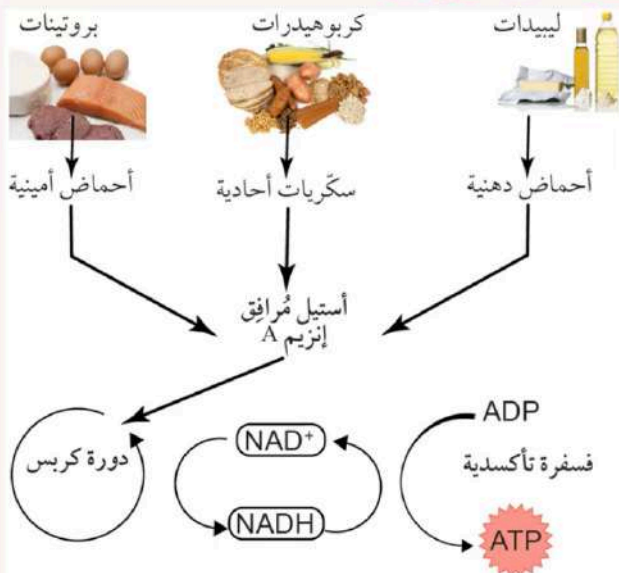 بروتينات
كربوهيدرات
ليبيدات
أحماض أمينية
سكّريات أحادية
أحماض دهنية
أستيل مُرافِق
إنزيم A
دورة كربس
NAD⁺
NADH
ADP
فسفرة تأكسدية
ATP